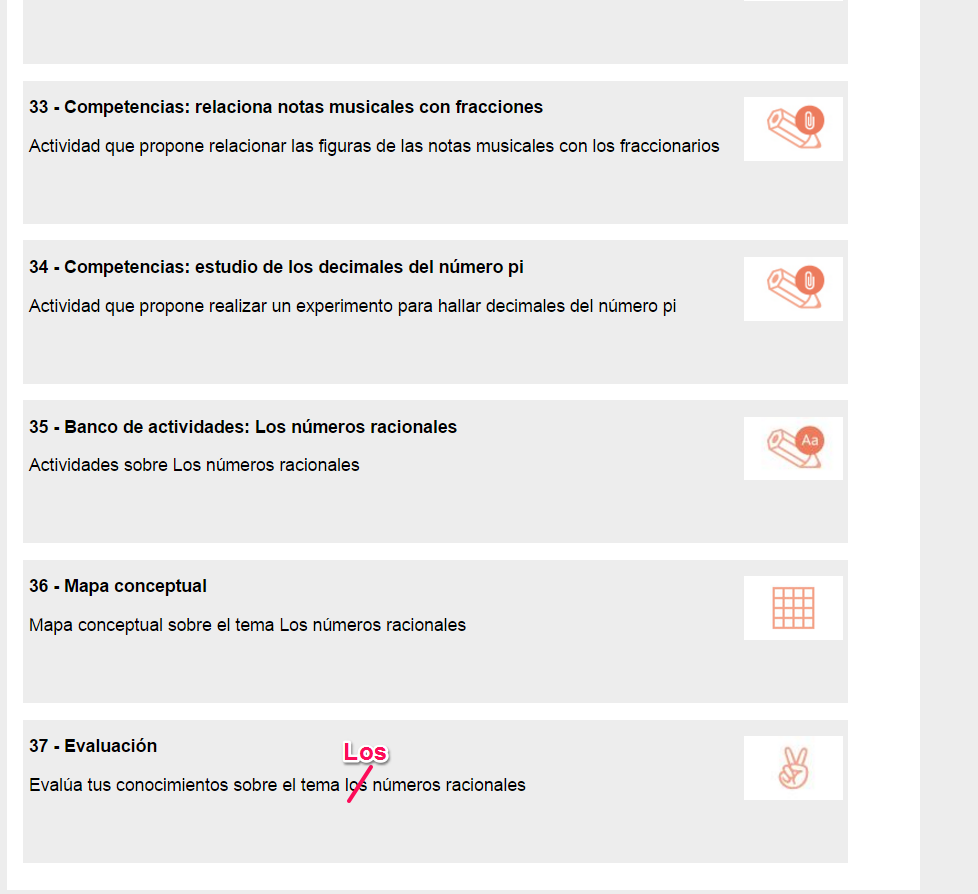 33 - Competencias: relaciona notas musicales con fracciones
Actividad que propone relacionar las figuras de las notas musicales con los fraccionarios
34 - Competencias: estudio de los decimales del número pi
Actividad que propone realizar un experimento para hallar decimales del número pi
35 - Banco de actividades: Los números racionales
Aa
Actividades sobre Los números racionales
36 - Mapa conceptual
Mapa conceptual sobre el tema Los números racionales
37 - Evaluación
Los
Evalúa tus conocimientos sobre el tema los números racionales